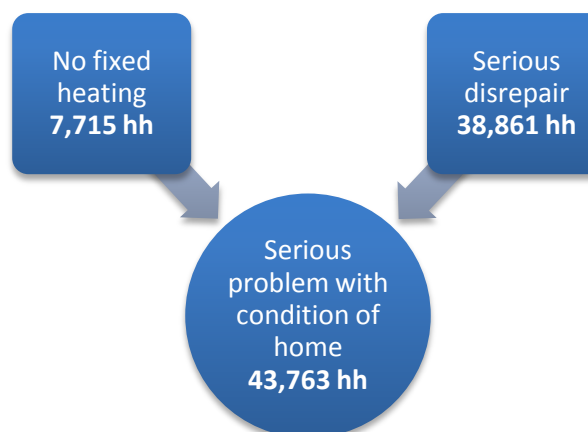 No fixed
heating
7,715 hh
Serious
disrepair
38,861 hh
Serious
problem with
condition of
home
43,763 hh